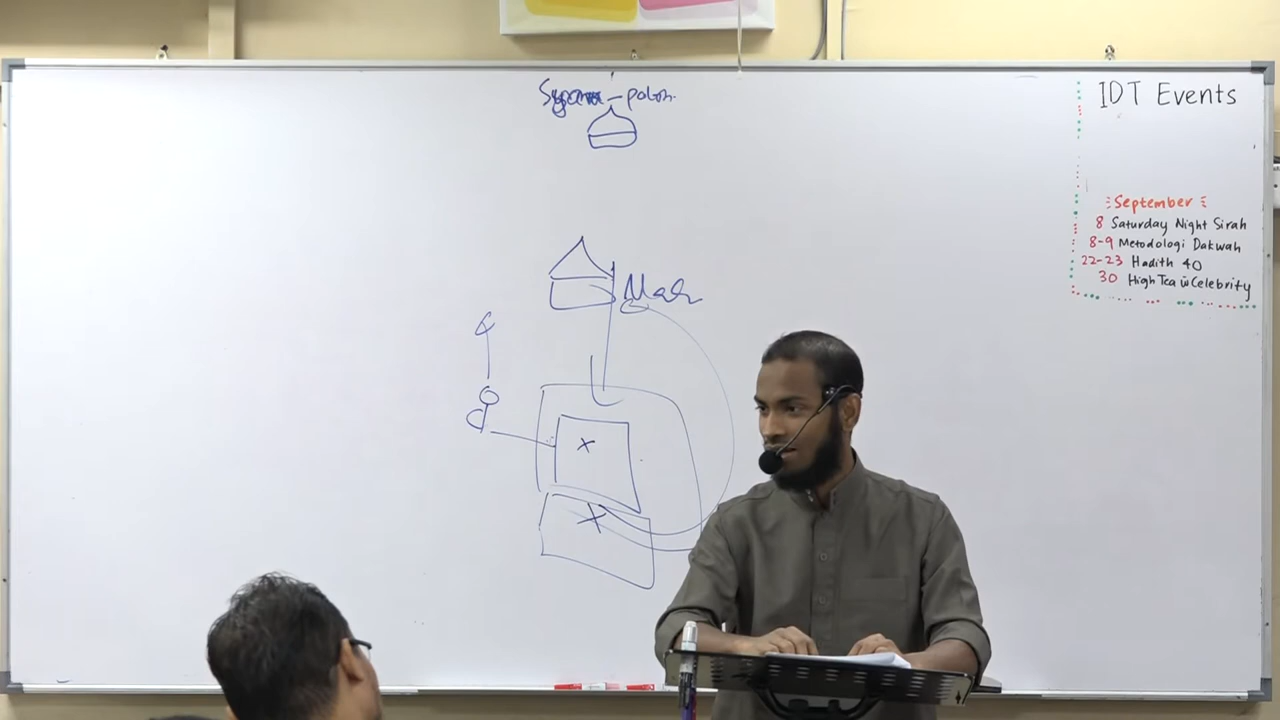 IDT Events
September
8 Saturday Night Sirah
8-9 Metodologi Dakwah
22-23 Hadith 40
30 High Tea w Celebrity